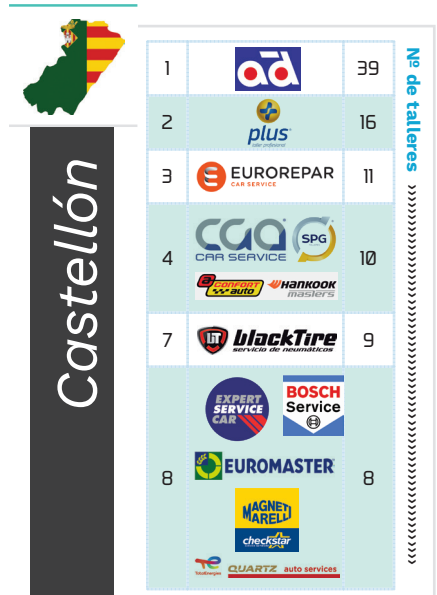 Castellón
Nº de talleres >>>>>>>>>>>>>>>>>>>>>>>>>>>>>>>>>>>>>>>>>>>>>>>>>>>>>>
1 ad 39
2 plus 16
taller profesional
3 EUROREPAR 11
CAR SERVICE
4 CGA SPG 10
CAR SERVICE
CONFORT auto HANKOOK masters
7 blackTire 9
servicio de neumáticos
8 EXPERT SERVICE CAR BOSCH Service 8
EUROMASTER
MAGNETI MARELLI
checkstar
TotalEnergies QUARTZ auto services